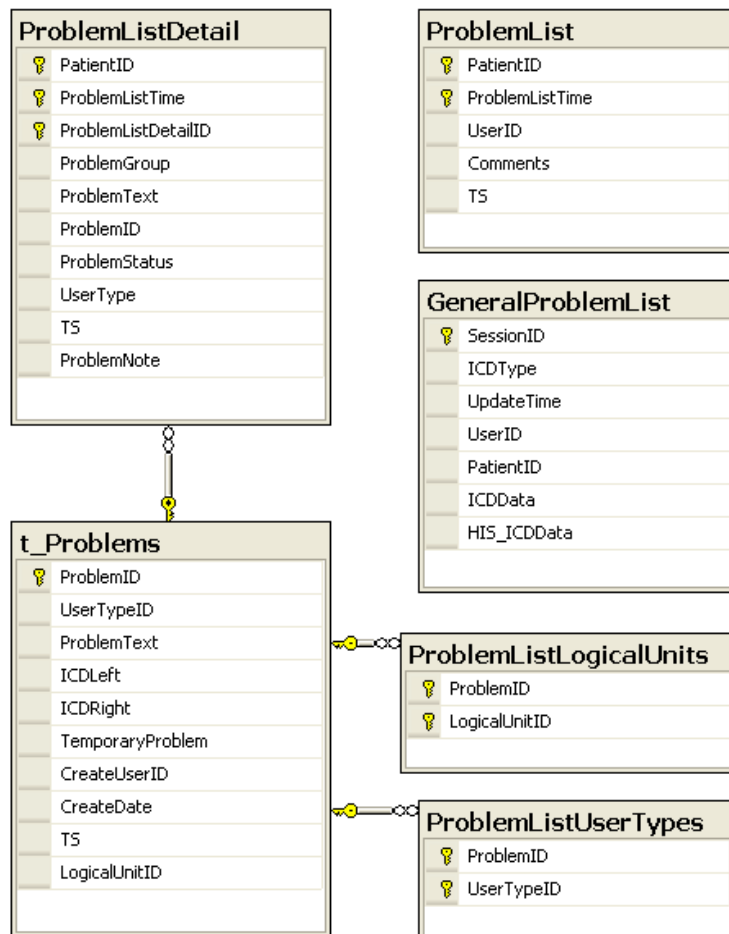 ProblemListDetail
PatientID
ProblemListTime
ProblemListDetailID
ProblemGroup
ProblemText
ProblemID
ProblemStatus
UserType
TS
ProblemNote
ProblemList
PatientID
ProblemListTime
UserID
Comments
TS
GeneralProblemList
SessionID
ICDType
UpdateTime
UserID
PatientID
ICDData
HIS_ICDData
t_Problems
ProblemID
UserTypeID
ProblemText
ICDLeft
ICDRight
TemporaryProblem
CreateUserID
CreateDate
TS
LogicalUnitID
ProblemListLogicalUnits
ProblemID
LogicalUnitID
ProblemListUserTypes
ProblemID
UserTypeID